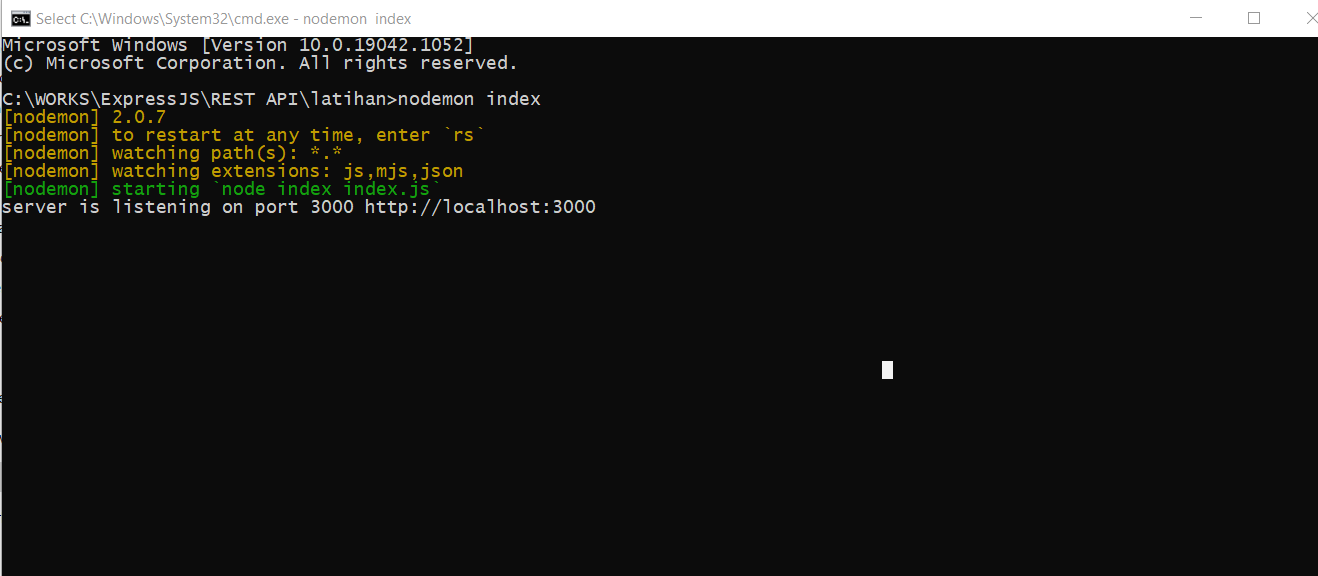 Select C:\Windows\System32\cmd.exe - nodemon  index
Microsoft Windows [Version 10.0.19042.1052]
(c) Microsoft Corporation. All rights reserved.
C:\WORKS\ExpressJS\REST API\latihan>nodemon index
[nodemon] 2.0.7
[nodemon] to restart at any time, enter `rs`
[nodemon] watching path(s): *.*
[nodemon] watching extensions: js,mjs,json
[nodemon] starting `node index index.js`
server is listening on port 3000 http://localhost:3000